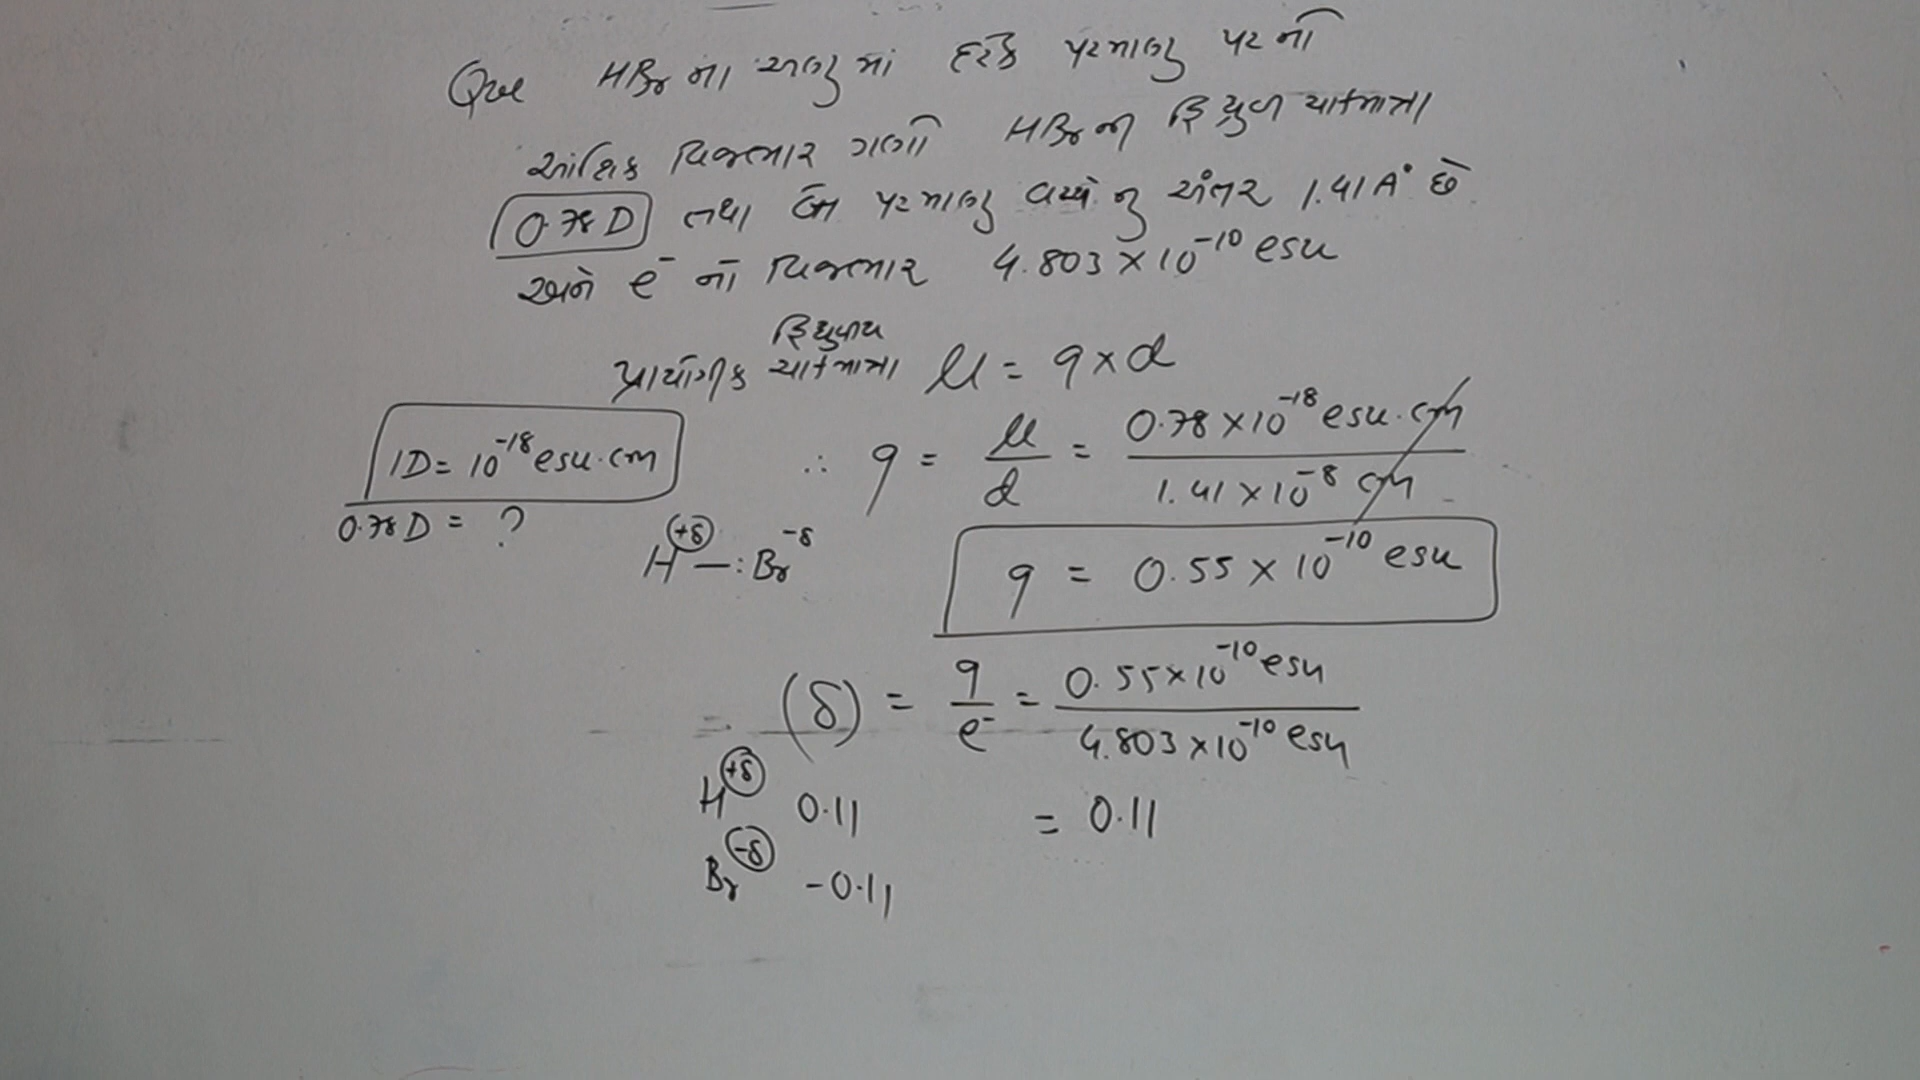 Que HBr ના અણુ માં દરેક પરમાણુ પરનો
આંશિક વિજભાર ગણો HBr ની દ્વિધ્રુવ ચાકમાત્રા
0.78 D તથા બે પરમાણુ વચ્ચે નુ અંતર 1.41 A° છે
અને e⁻ નો વિજભાર 4.803 × 10⁻¹⁰ esu
દ્વિધ્રુવીય
પ્રાયોગીક ચાકમાત્રા μ = q × d
1D = 10⁻¹⁸ esu.cm
0.78 D = ?
∴ q = μ/d = 0.78 × 10⁻¹⁸ esu.cm / 1.41 × 10⁻⁸ cm
H⁺ᵟ — : Br⁻ᵟ
q = 0.55 × 10⁻¹⁰ esu
(δ) = q/e⁻ = 0.55 × 10⁻¹⁰ esu / 4.803 × 10⁻¹⁰ esu
H⁺ᵟ 0.11 = 0.11
Br⁻ᵟ -0.11